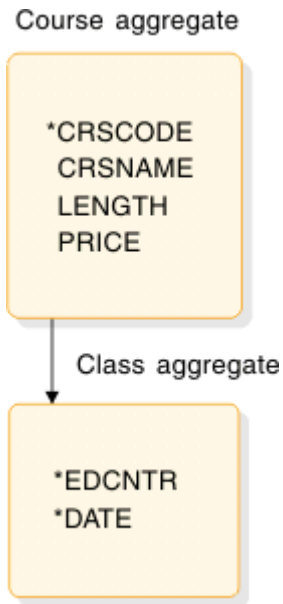 Course aggregate
*CRSCODE
CRSNAME
LENGTH
PRICE
Class aggregate
*EDCNTR
*DATE